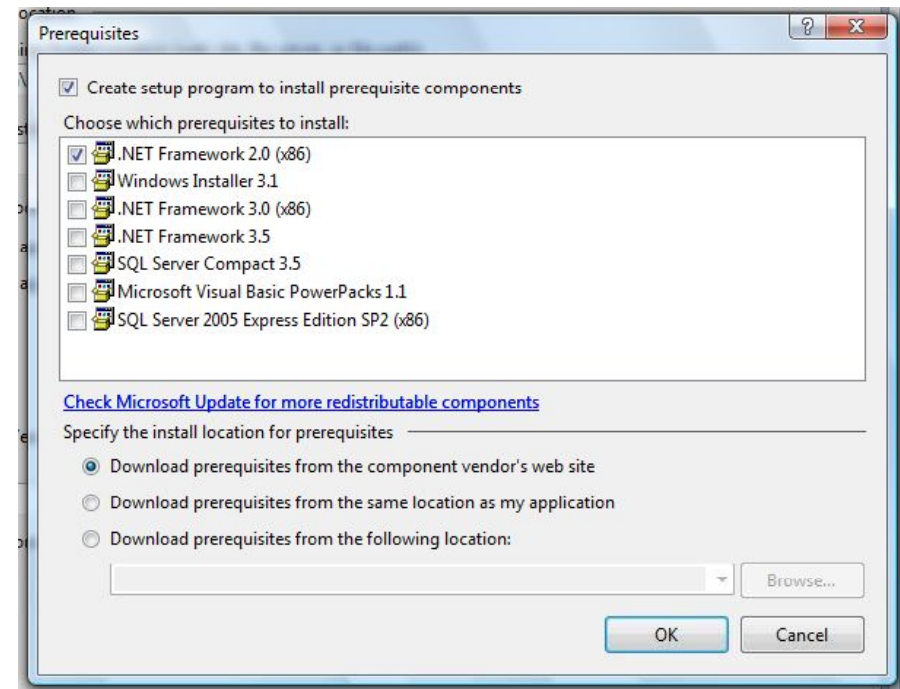 Prerequisites
Create setup program to install prerequisite components
Choose which prerequisites to install:
.NET Framework 2.0 (x86)
Windows Installer 3.1
.NET Framework 3.0 (x86)
.NET Framework 3.5
SQL Server Compact 3.5
Microsoft Visual Basic PowerPacks 1.1
SQL Server 2005 Express Edition SP2 (x86)
Check Microsoft Update for more redistributable components
Specify the install location for prerequisites
Download prerequisites from the component vendor's web site
Download prerequisites from the same location as my application
Download prerequisites from the following location:
Browse...
OK Cancel